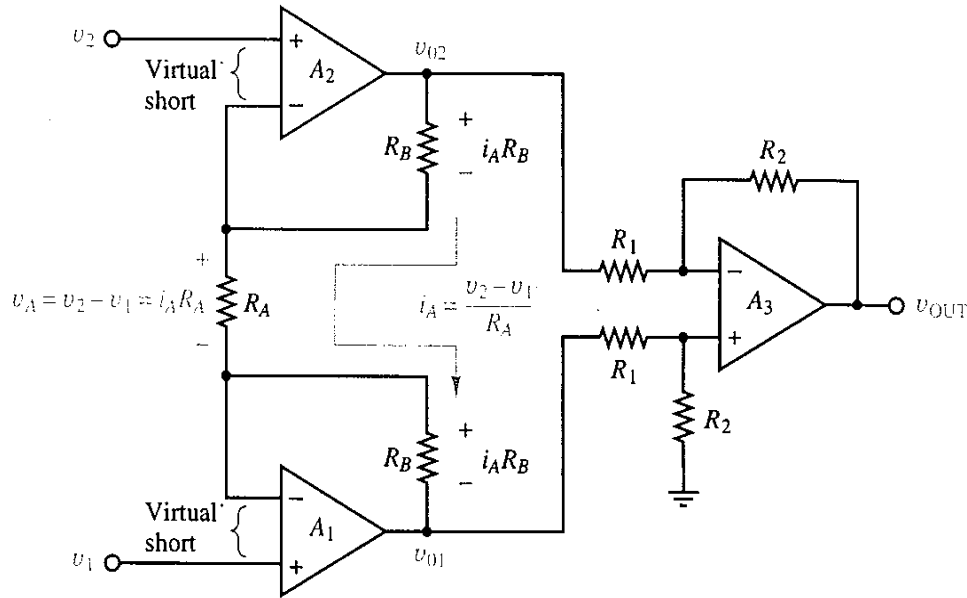 v2
+
Virtual
short
−
A2
v02
RB
+
iARB
−
R2
R1
+
vA = v2 − v1 = iARA
−
RA
iA = v2 − v1 / RA
−
A3
+
vOUT
R1
R2
RB
+
iARB
−
Virtual
short
−
A1
+
v01
v1